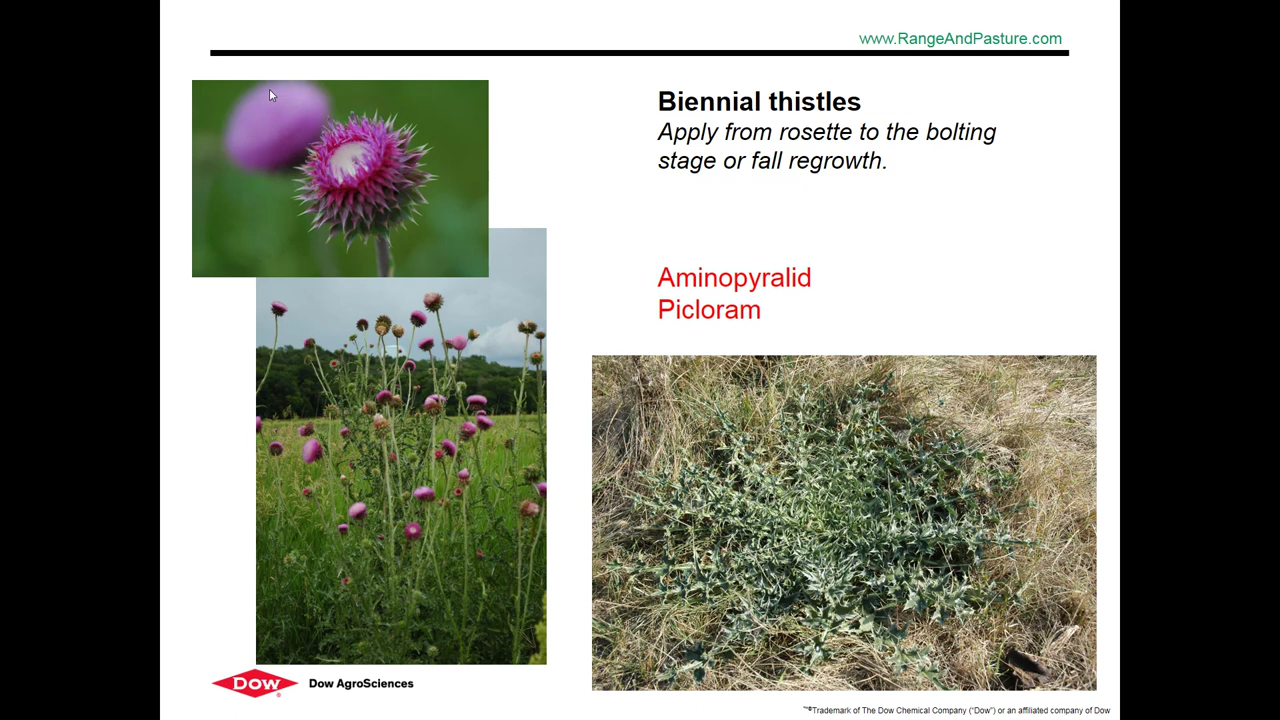 www.RangeAndPasture.com
Biennial thistles
Apply from rosette to the bolting
stage or fall regrowth.
Aminopyralid
Picloram
DOW
Dow AgroSciences
™®Trademark of The Dow Chemical Company ("Dow") or an affiliated company of Dow